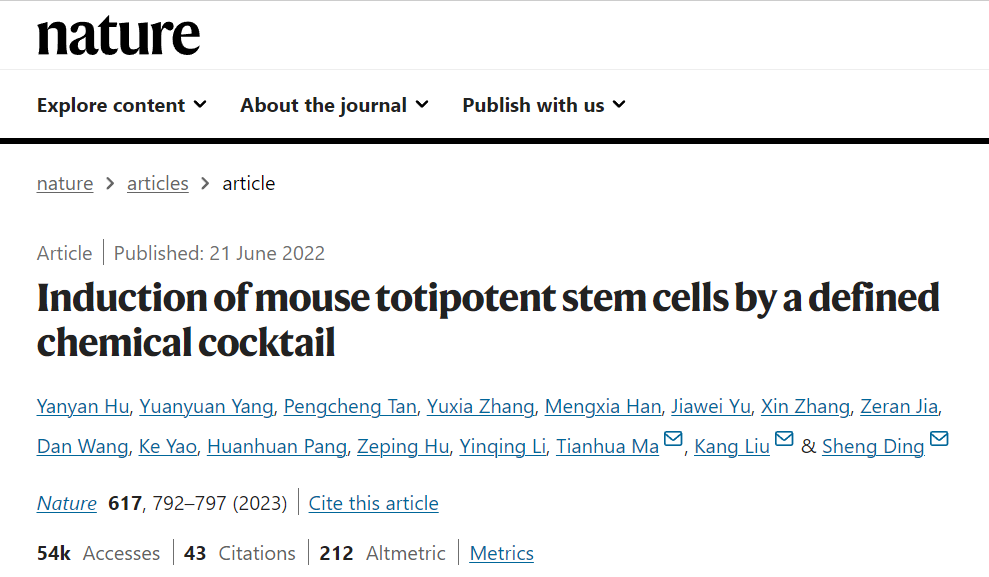 nature
Explore content About the journal Publish with us
nature > articles > article
Article | Published: 21 June 2022
Induction of mouse totipotent stem cells by a defined
chemical cocktail
Yanyan Hu, Yuanyuan Yang, Pengcheng Tan, Yuxia Zhang, Mengxia Han, Jiawei Yu, Xin Zhang, Zeran Jia,
Dan Wang, Ke Yao, Huanhuan Pang, Zeping Hu, Yinqing Li, Tianhua Ma, Kang Liu & Sheng Ding
Nature 617, 792–797 (2023) | Cite this article
54k Accesses | 43 Citations | 212 Altmetric | Metrics